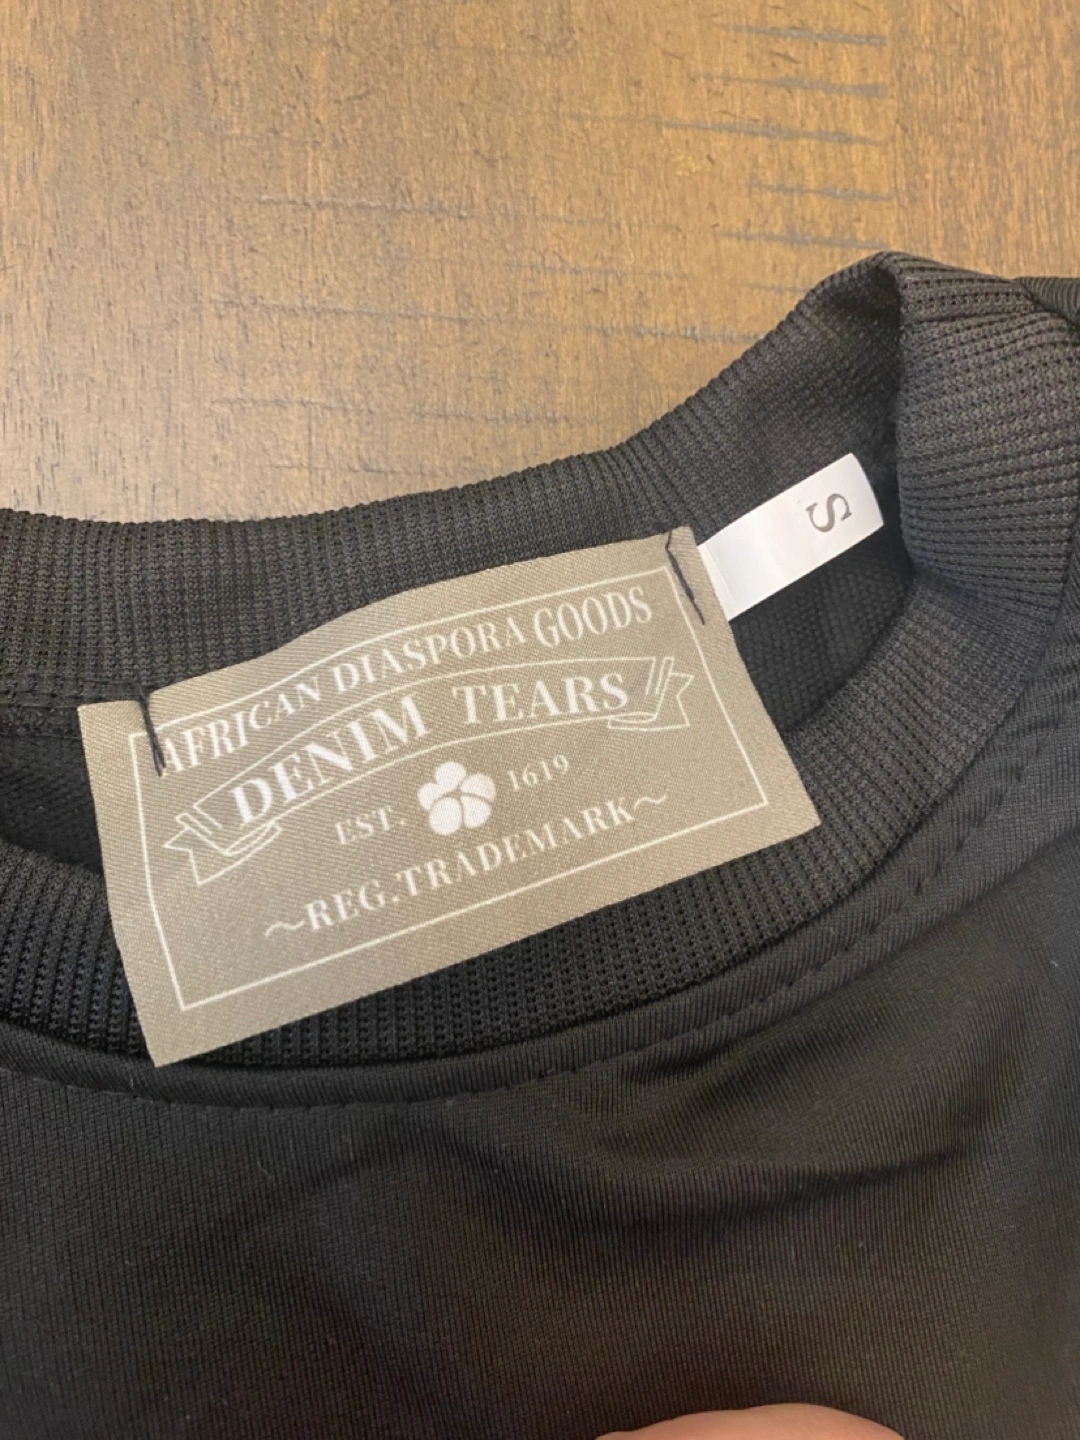 AFRICAN DIASPORA GOODS
DENIM TEARS
EST. 1619
~REG.TRADEMARK~
S